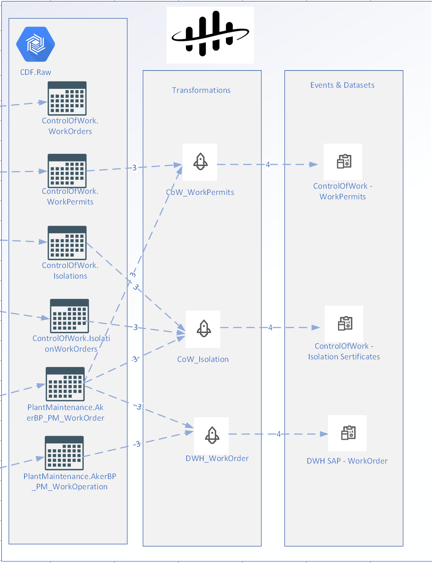 CDF.Raw
Transformations
Events & Datasets
ControlOfWork.
WorkOrders
ControlOfWork.
WorkPermits
3
CoW_WorkPermits
4
ControlOfWork -
WorkPermits
ControlOfWork.
Isolations
3
3
ControlOfWork.Isolati
onWorkOrders
3
CoW_Isolation
4
ControlOfWork -
Isolation Sertificates
3
PlantMaintenance.Ak
erBP_PM_WorkOrder
3
DWH_WorkOrder
4
DWH SAP - WorkOrder
3
PlantMaintenance.AkerBP
_PM_WorkOperation